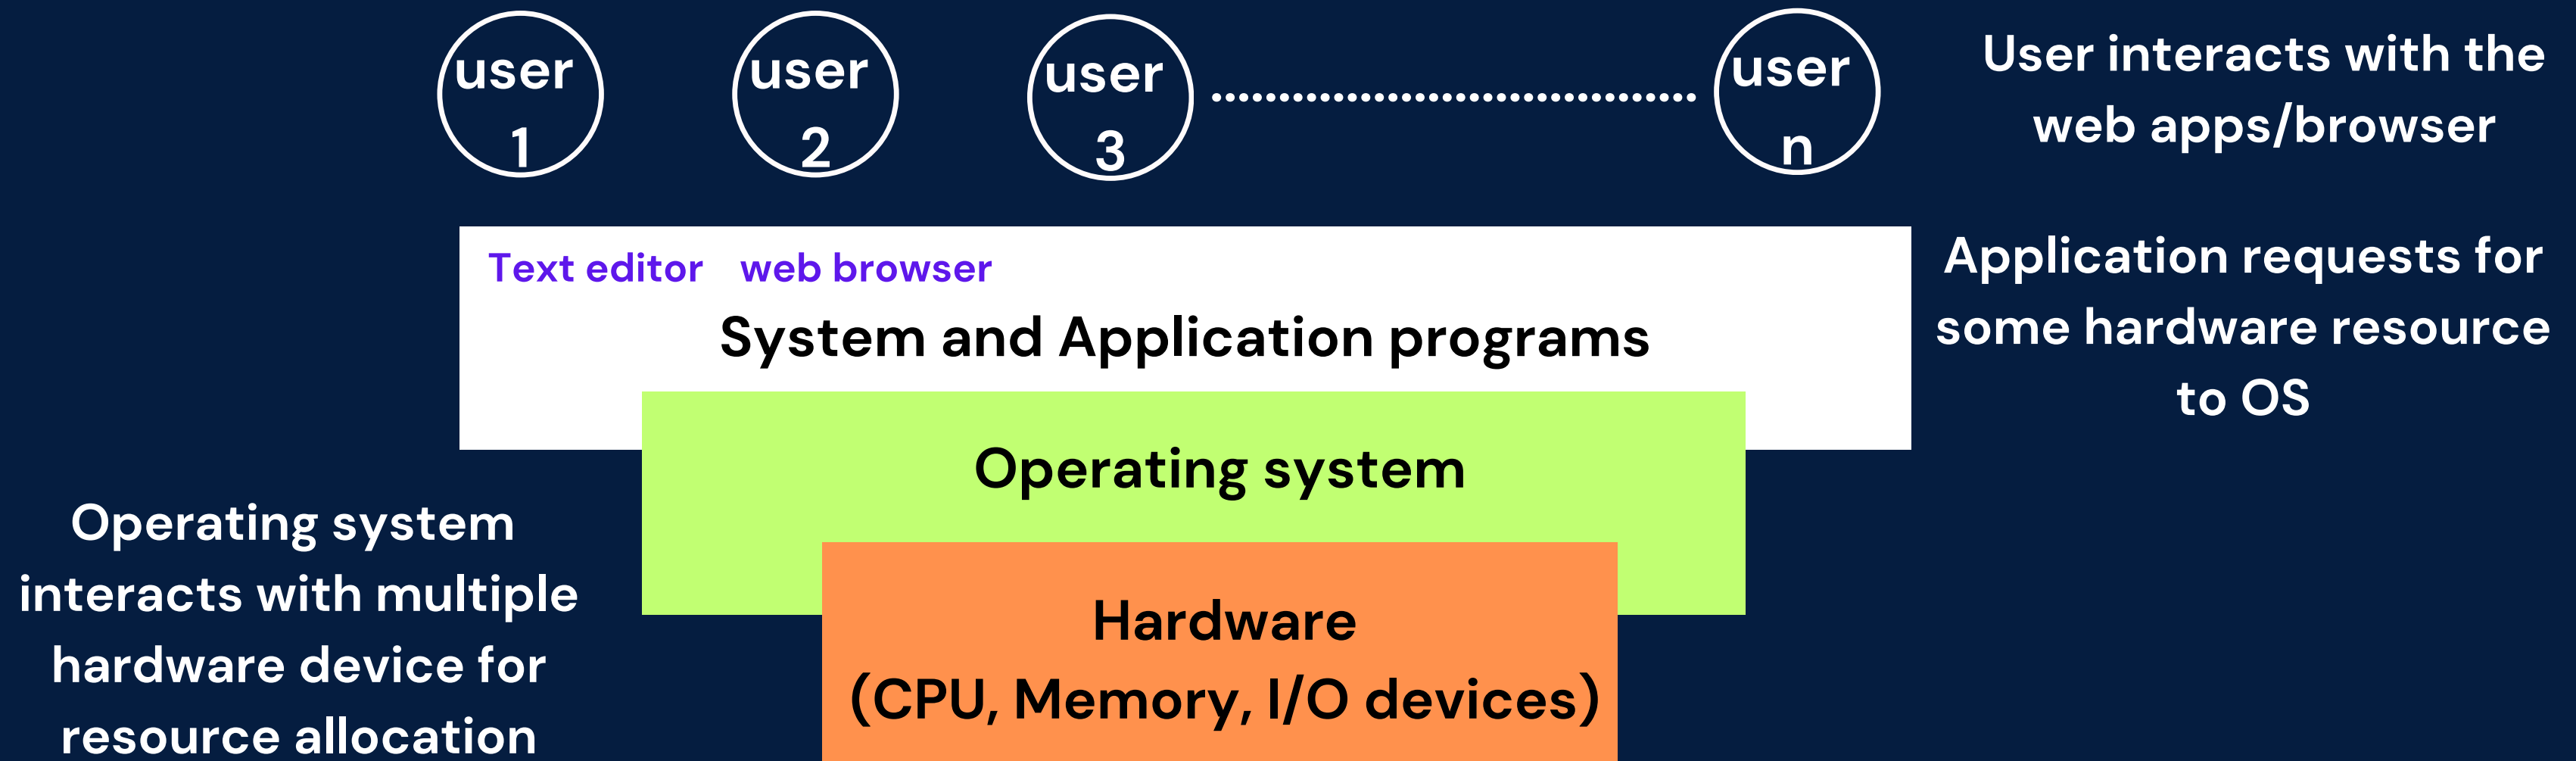 user
1
user
2
user
3
user
n
User interacts with the
web apps/browser
Text editor web browser
System and Application programs
Application requests for
some hardware resource
to OS
Operating system
Operating system
interacts with multiple
hardware device for
resource allocation
Hardware
(CPU, Memory, I/O devices)